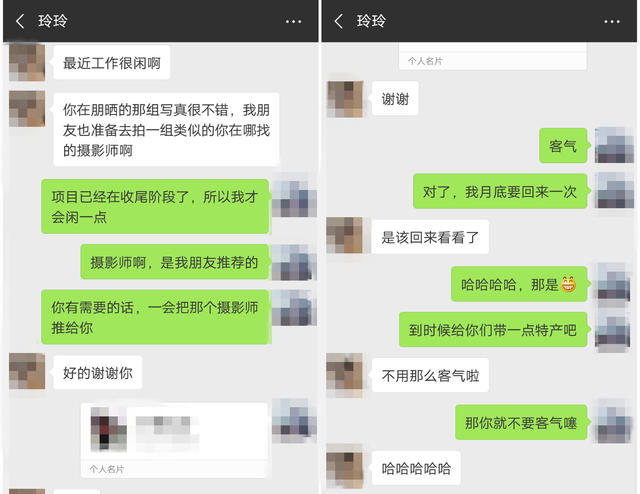 玲玲
最近工作很闲啊
你在朋晒的那组写真很不错，我朋
友也准备去拍一组类似的你在哪找
的摄影师啊
项目已经在收尾阶段了，所以我才
会闲一点
摄影师啊，是我朋友推荐的
你有需要的话，一会把那个摄影师
推给你
好的谢谢你
个人名片
玲玲
个人名片
谢谢
客气
对了，我月底要回来一次
是该回来看看了
哈哈哈哈，那是
到时候给你们带一点特产吧
不用那么客气啦
那你就不要客气噻
哈哈哈哈哈